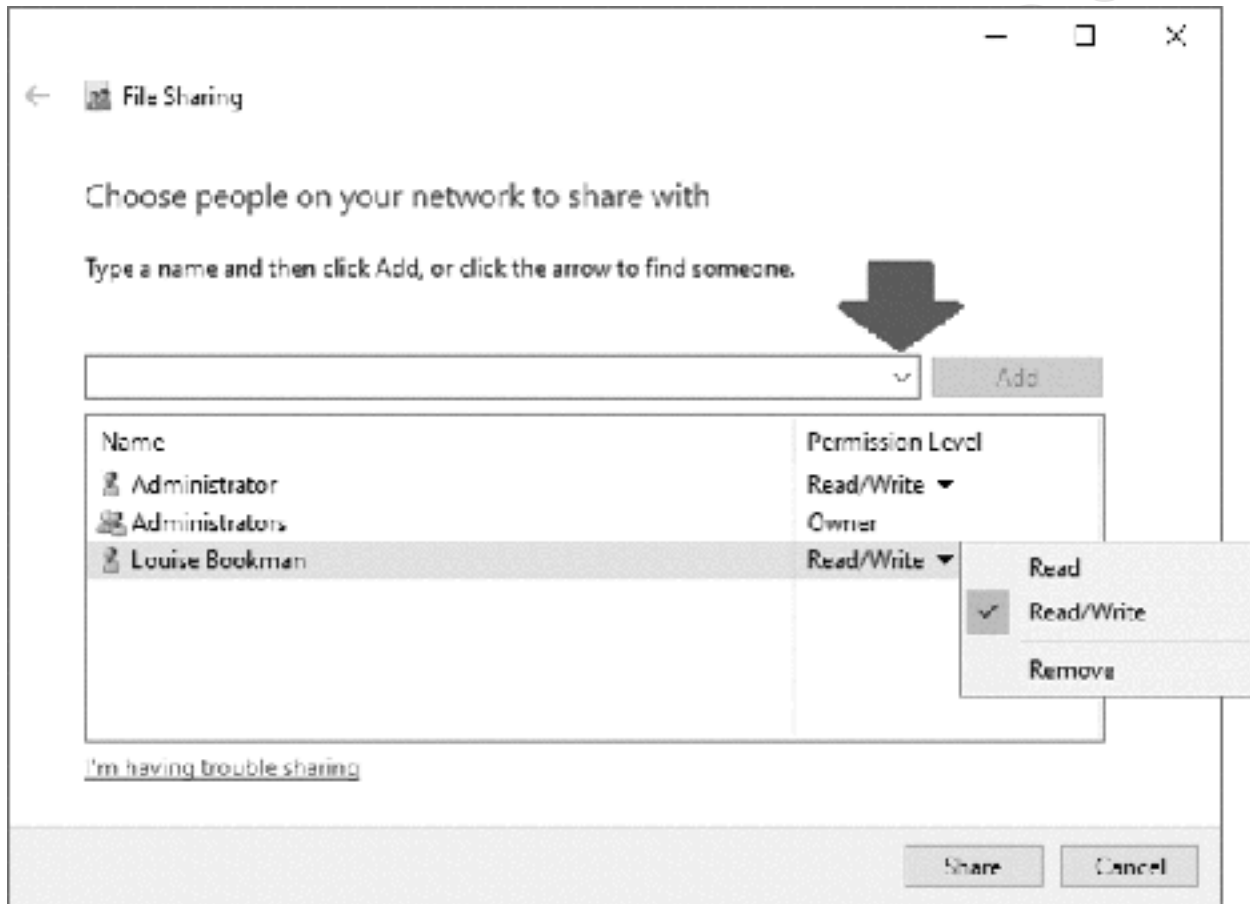 File Sharing
Choose people on your network to share with
Type a name and then click Add, or click the arrow to find someone.
Add
Name Permission Level
Administrator Read/Write
Administrators Owner
Louise Bookman Read/Write
Read
Read/Write
Remove
I'm having trouble sharing
Share Cancel